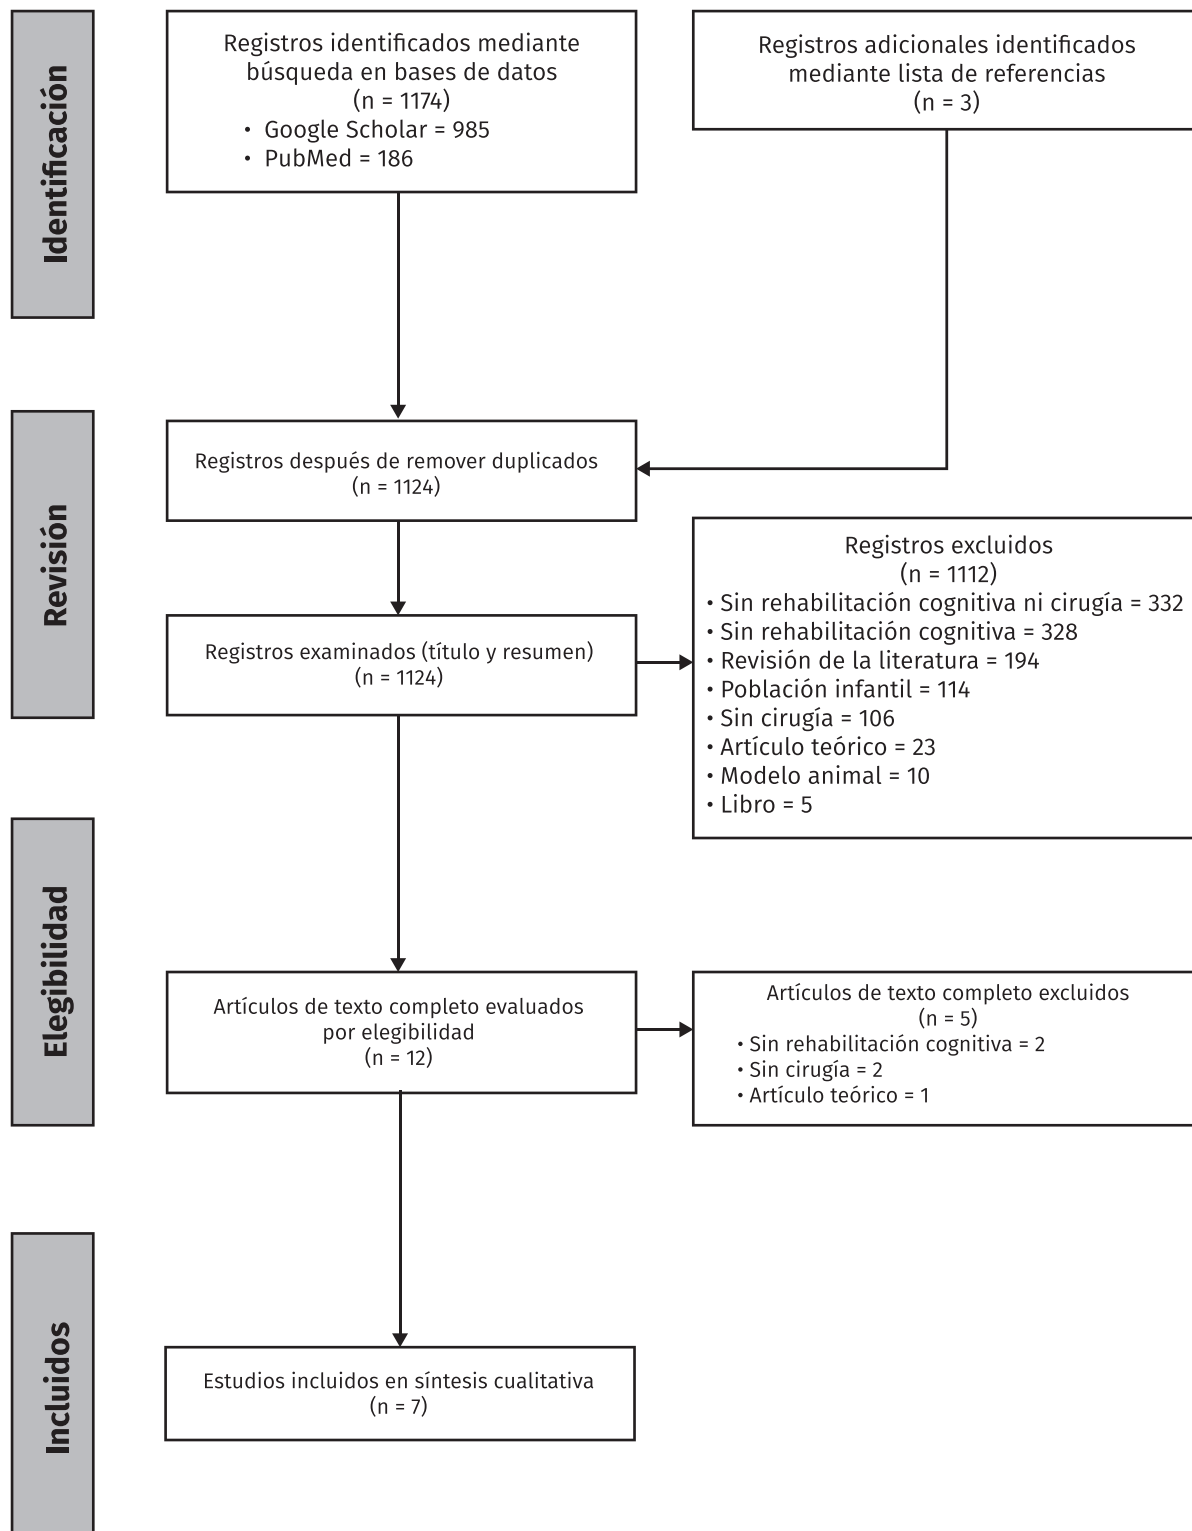 Identificación
Registros identificados mediante
búsqueda en bases de datos
(n = 1174)
• Google Scholar = 985
• PubMed = 186
Registros adicionales identificados
mediante lista de referencias
(n = 3)
Revisión
Registros después de remover duplicados
(n = 1124)
Registros examinados (título y resumen)
(n = 1124)
Registros excluidos
(n = 1112)
• Sin rehabilitación cognitiva ni cirugía = 332
• Sin rehabilitación cognitiva = 328
• Revisión de la literatura = 194
• Población infantil = 114
• Sin cirugía = 106
• Artículo teórico = 23
• Modelo animal = 10
• Libro = 5
Elegibilidad
Artículos de texto completo evaluados
por elegibilidad
(n = 12)
Artículos de texto completo excluidos
(n = 5)
• Sin rehabilitación cognitiva = 2
• Sin cirugía = 2
• Artículo teórico = 1
Incluidos
Estudios incluidos en síntesis cualitativa
(n = 7)